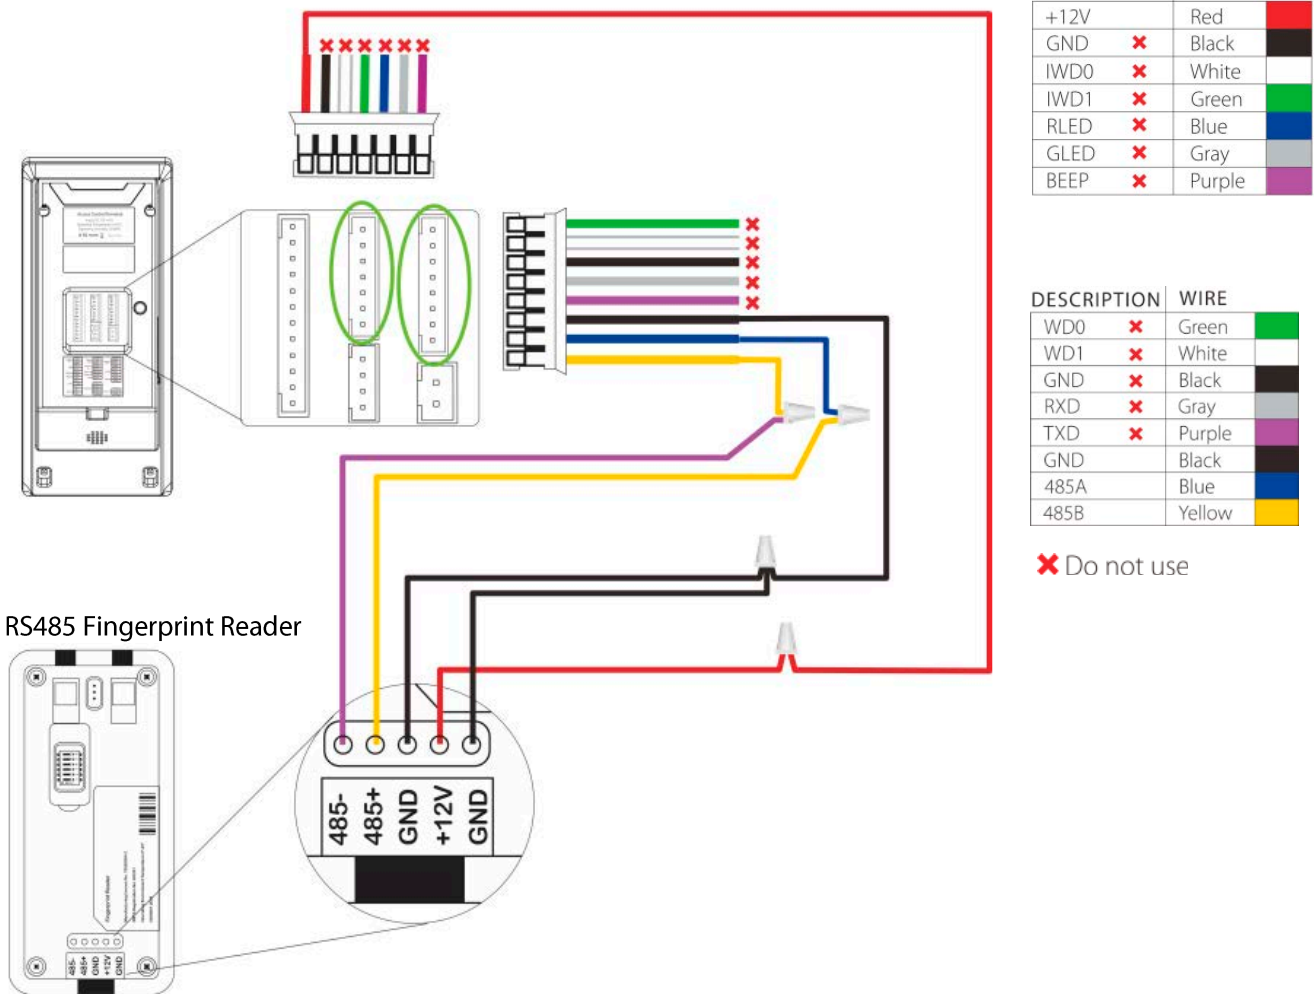 +12V Red
GND Black
IWD0 White
IWD1 Green
RLED Blue
GLED Gray
BEEP Purple
DESCRIPTION WIRE
WD0 Green
WD1 White
GND Black
RXD Gray
TXD Purple
GND Black
485A Blue
485B Yellow
Do not use
RS485 Fingerprint Reader
485-
485+
GND
+12V
GND
Fingerprint Reader
485-
485+
GND
+12V
GND